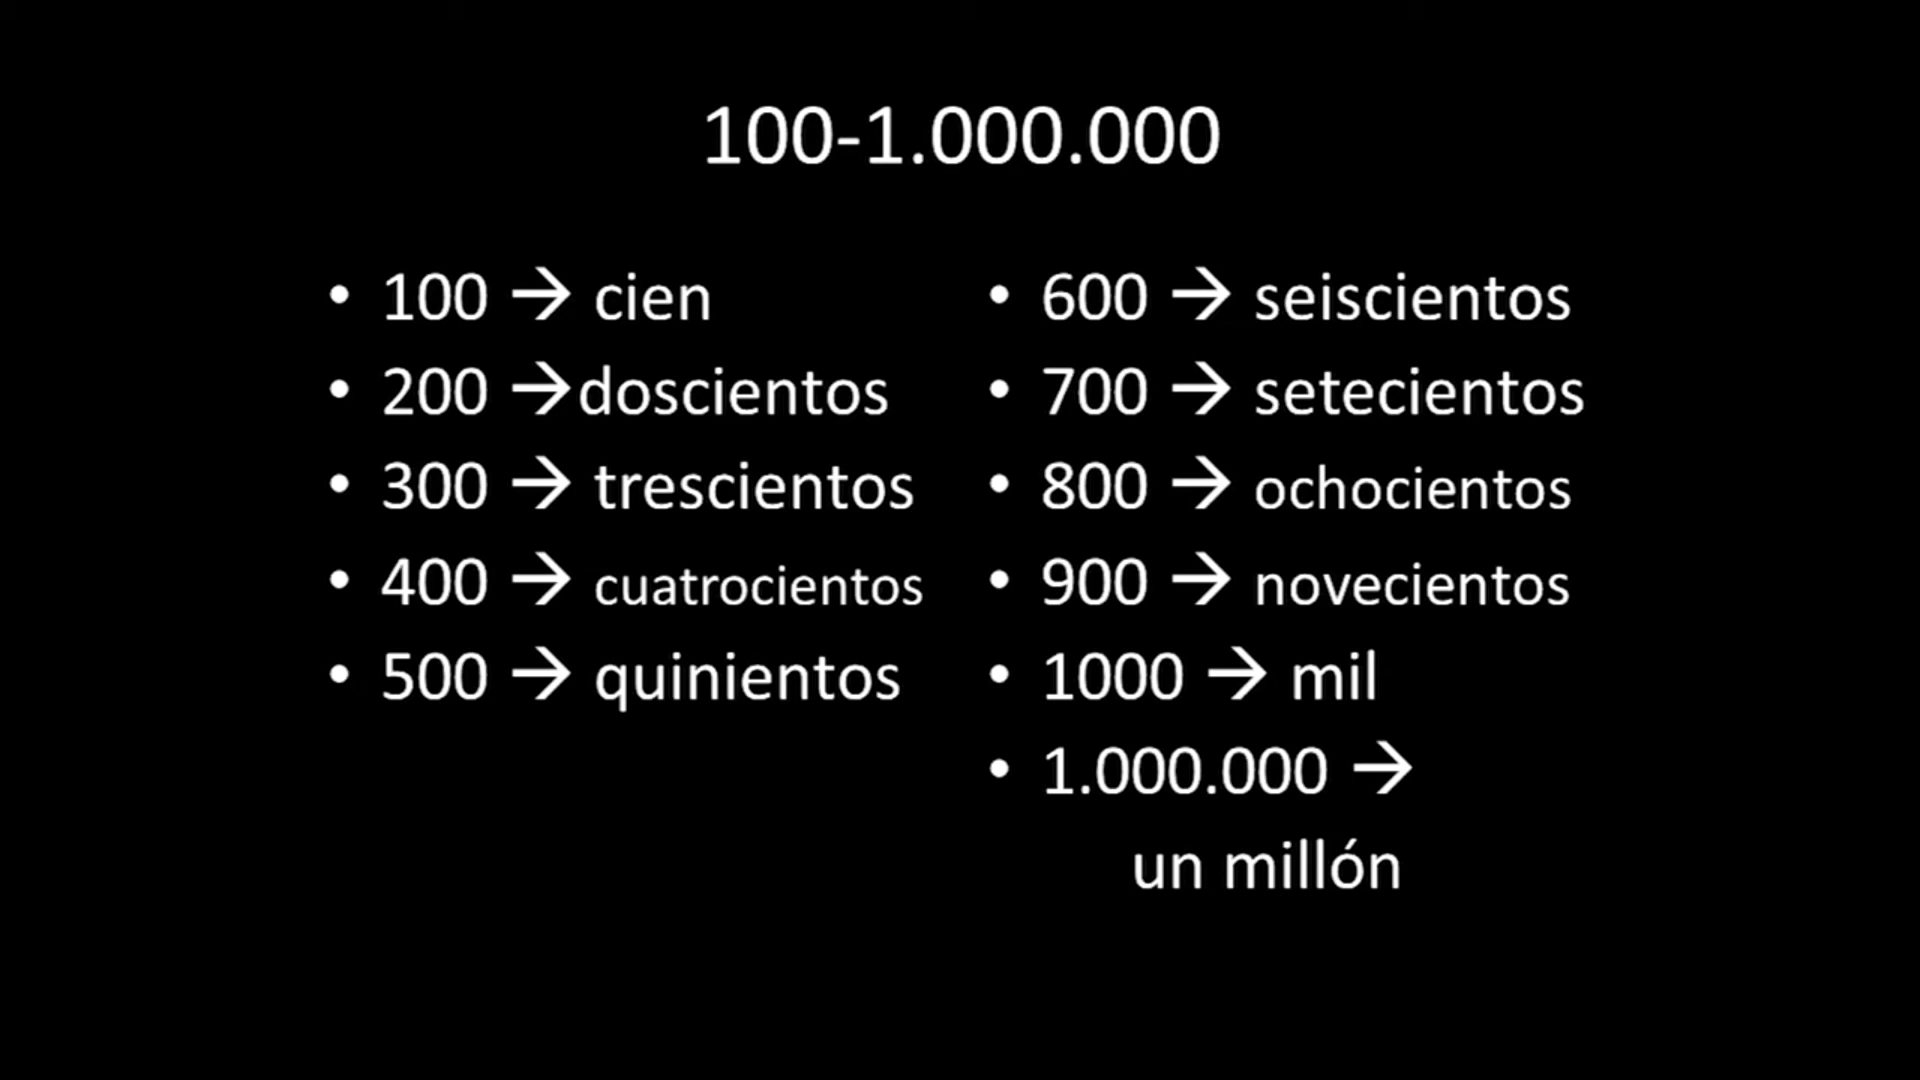 100-1.000.000
• 100 → cien
• 200 →doscientos
• 300 → trescientos
• 400 → cuatrocientos
• 500 → quinientos
• 600 → seiscientos
• 700 → setecientos
• 800 → ochocientos
• 900 → novecientos
• 1000 → mil
• 1.000.000 →
un millón